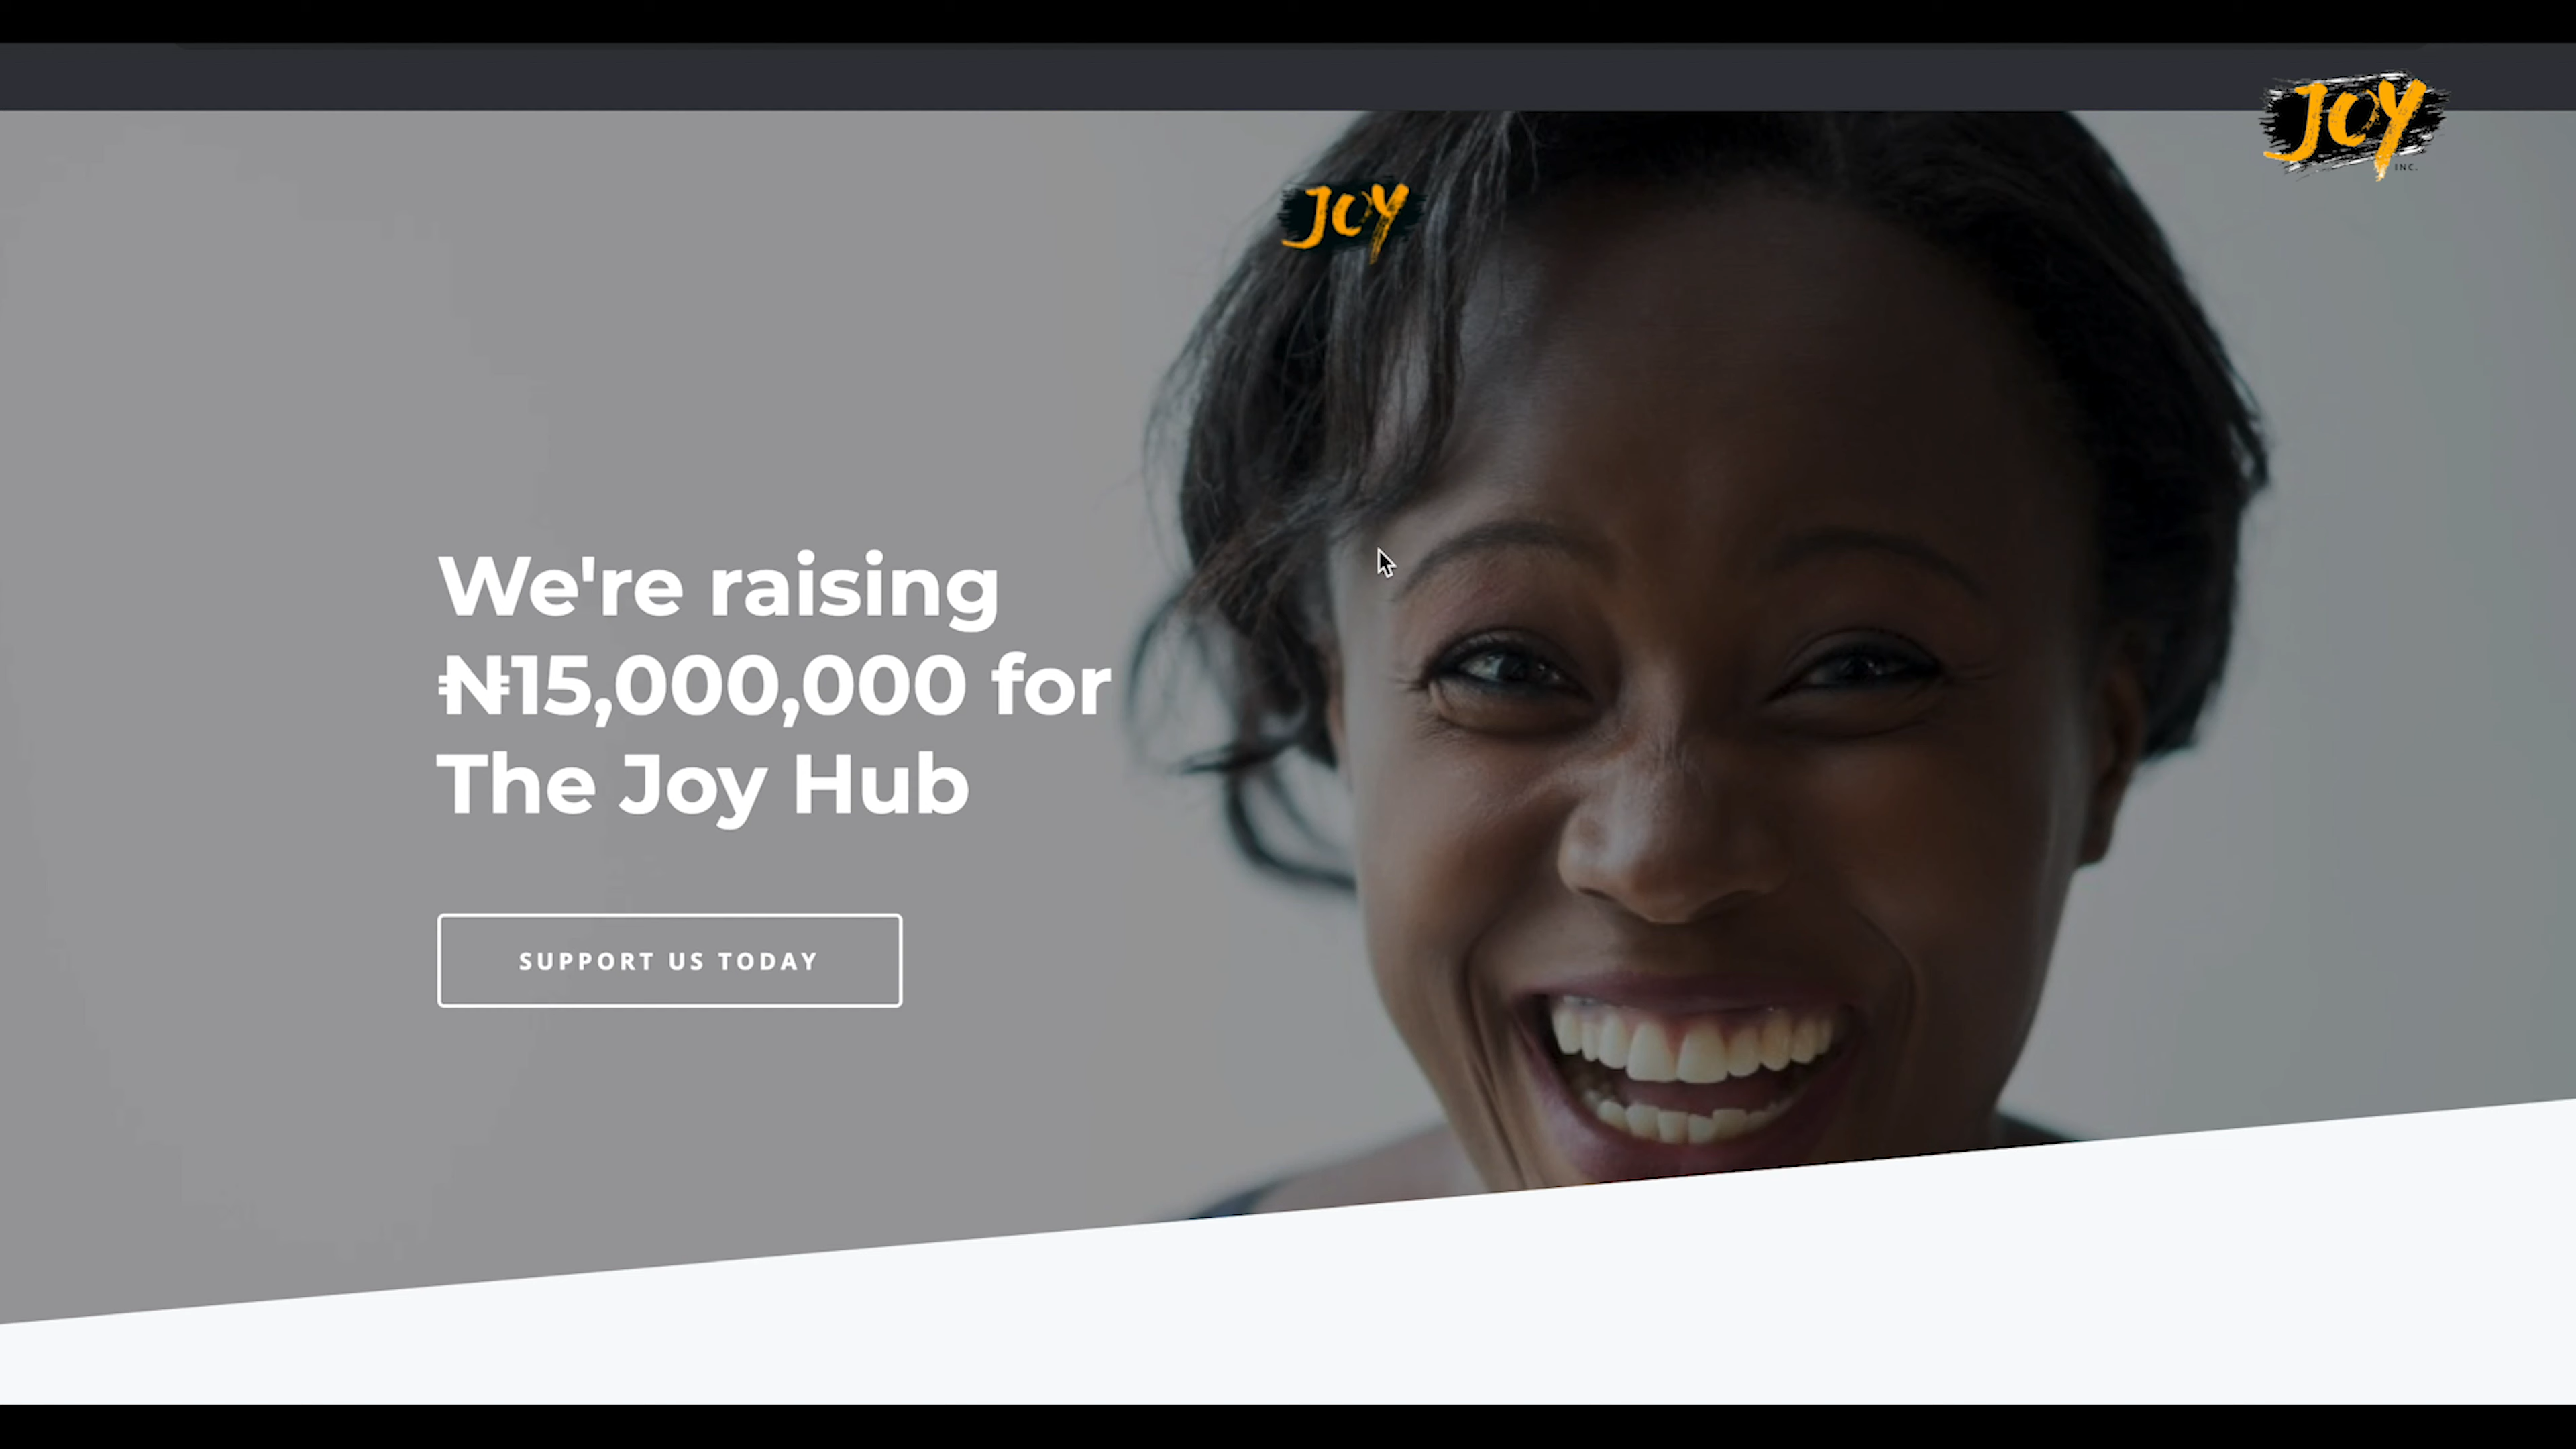 JOY
INC.
JOY
We're raising
₦15,000,000 for
The Joy Hub
SUPPORT US TODAY